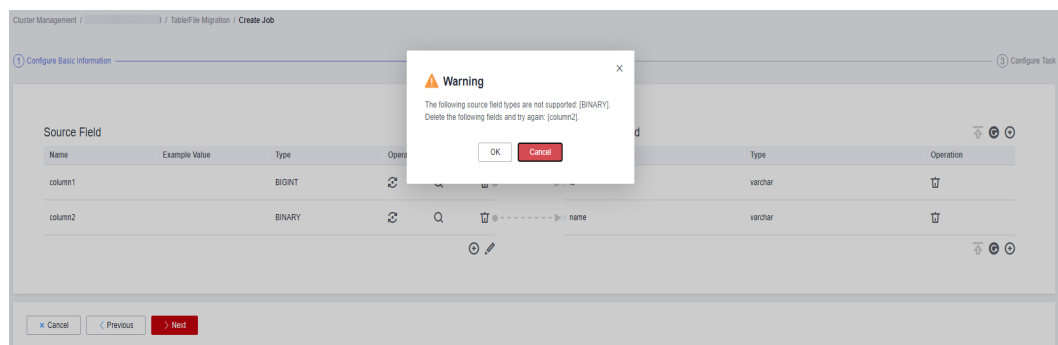 Cluster Management / / Table/File Migration / Create Job
1 Configure Basic Information
3 Configure Task
Warning
The following source field types are not supported: [BINARY].
Delete the following fields and try again: [column2].
OK Cancel
Source Field
Name Example Value Type Opera
Type Operation
column1 BIGINT
varchar
column2 BINARY
name varchar
× Cancel < Previous > Next